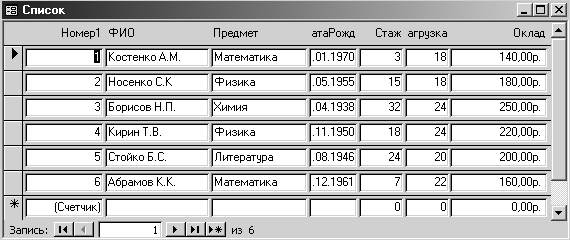 Список
Номер1 ФИО Предмет атаРожд Стаж агрузка Оклад
1 Костенко А.М. Математика .01.1970 3 18 140,00р.
2 Носенко С.К Физика .05.1955 15 18 180,00р.
3 Борисов Н.П. Химия .04.1938 32 24 250,00р.
4 Кирин Т.В. Физика .11.1950 18 24 220,00р.
5 Стойко Б.С. Литература .08.1946 24 20 200,00р.
6 Абрамов К.К. Математика .12.1961 7 22 160,00р.
(Счетчик) 0 0 0,00р.
Запись: 1 из 6